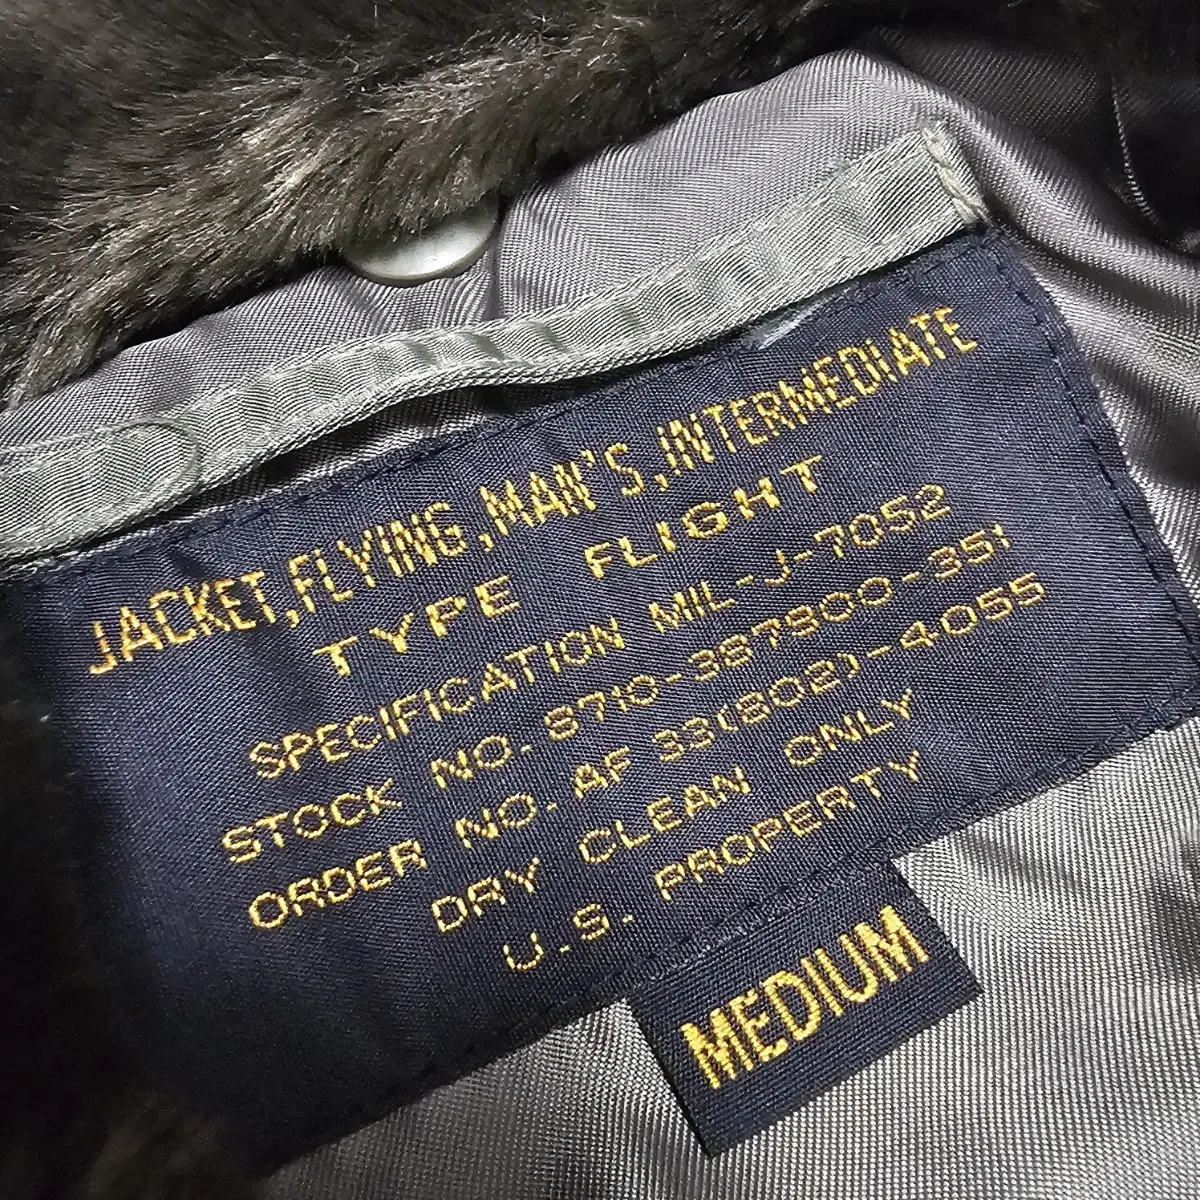 JACKET,FLYING,MAN'S,INTERMEDIATE
TYPE FLIGHT
SPECIFICATION MIL-J-7052
STOCK NO. 8710-387900-351
ORDER NO. AF 33(802)-4055
DRY CLEAN ONLY
U.S. PROPERTY
MEDIUM